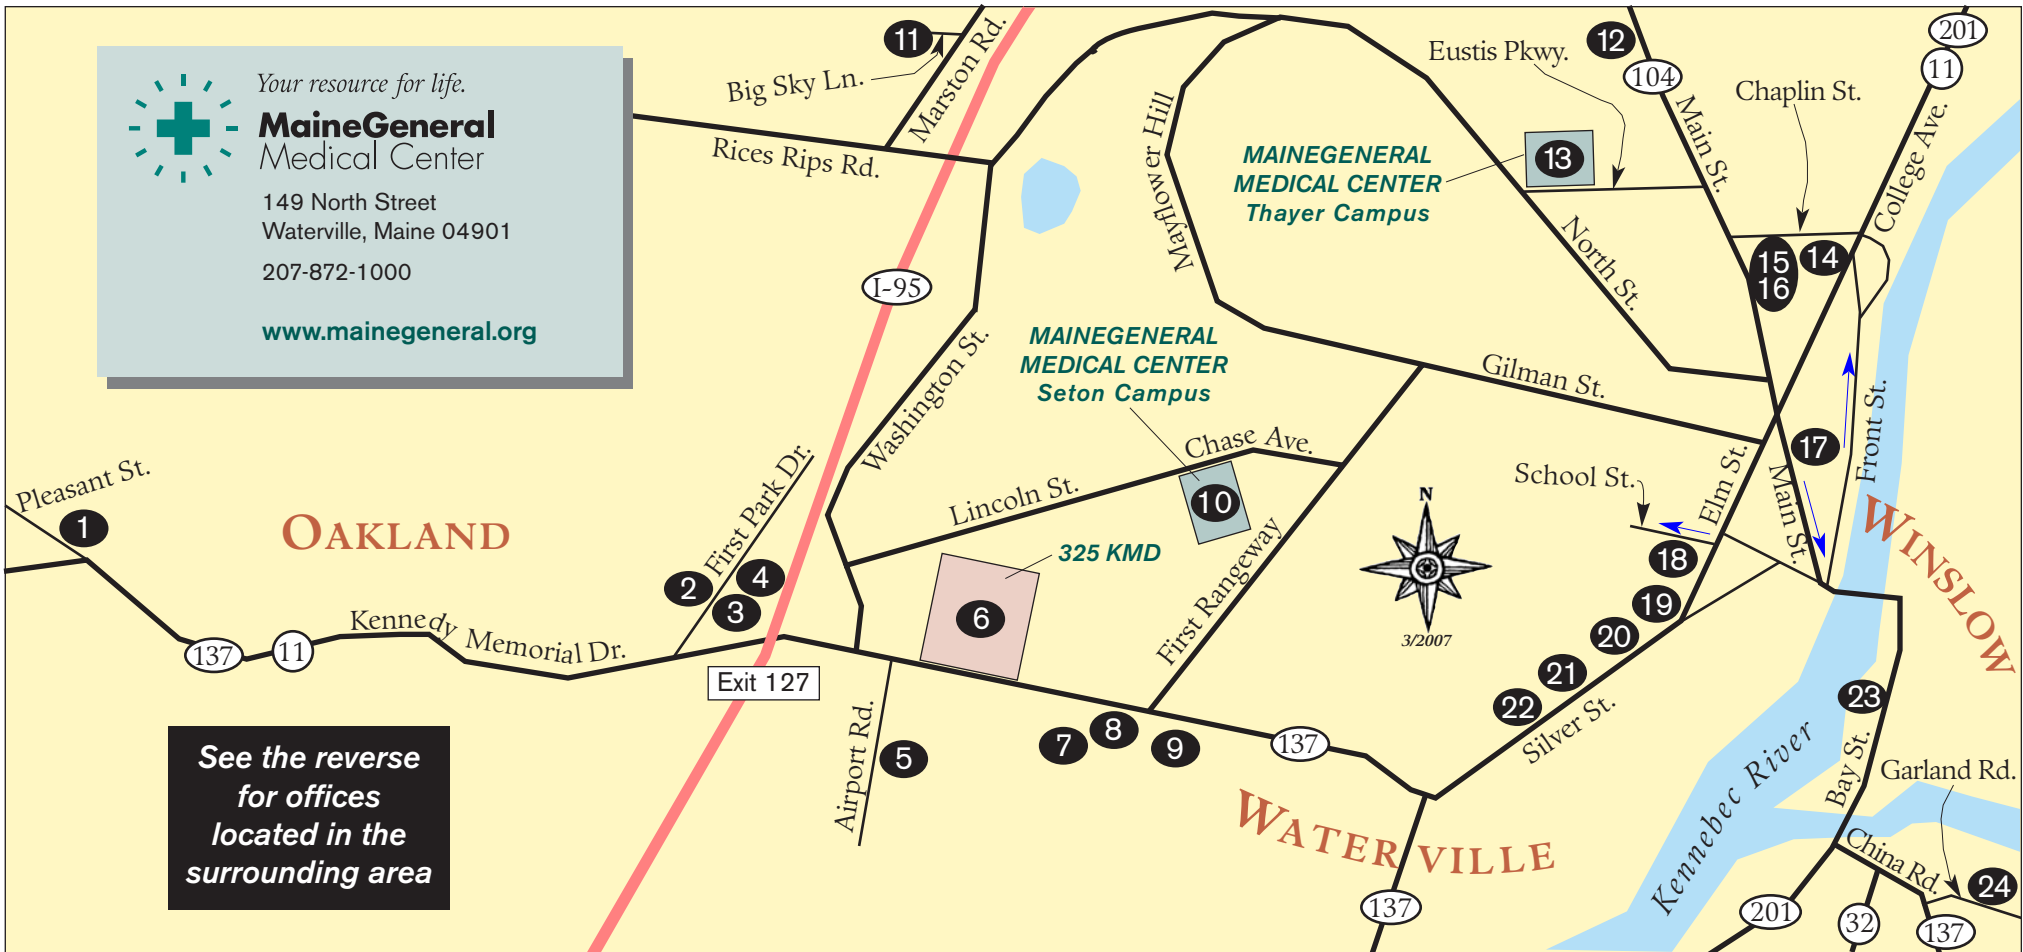 Your resource for life.
MaineGeneral
Medical Center
149 North Street
Waterville, Maine 04901
207-872-1000
www.mainegeneral.org
11
Big Sky Ln.
Marston Rd.
Rices Rips Rd.
I-95
Washington St.
Mayflower Hill
MAINEGENERAL
MEDICAL CENTER
Thayer Campus
13
Eustis Pkwy.
12
104
Main St.
Chaplin St.
201
11
College Ave.
North St.
15
16
14
MAINEGENERAL
MEDICAL CENTER
Seton Campus
Gilman St.
Chase Ave.
Lincoln St.
10
17
Front St.
Main St.
Elm St.
School St.
18
19
20
21
22
Silver St.
WINSLOW
Pleasant St.
1
OAKLAND
First Park Dr.
2
4
3
325 KMD
6
First Rangeway
N
3/2007
137
11
Kennedy Memorial Dr.
Exit 127
Airport Rd.
5
7
8
9
137
WATERVILLE
137
Kennebec River
23
Bay St.
Garland Rd.
China Rd.
24
201
32
137
See the reverse
for offices
located in the
surrounding area